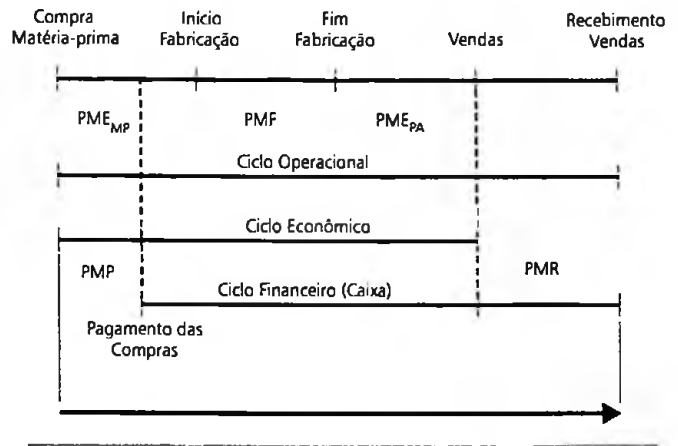 Compra
Matéria-prima
Início
Fabricação
Fim
Fabricação
Vendas
Recebimento
Vendas
PME MP
PMF
PME PA
Ciclo Operacional
Ciclo Econômico
PMP
PMR
Ciclo Financeiro (Caixa)
Pagamento das
Compras